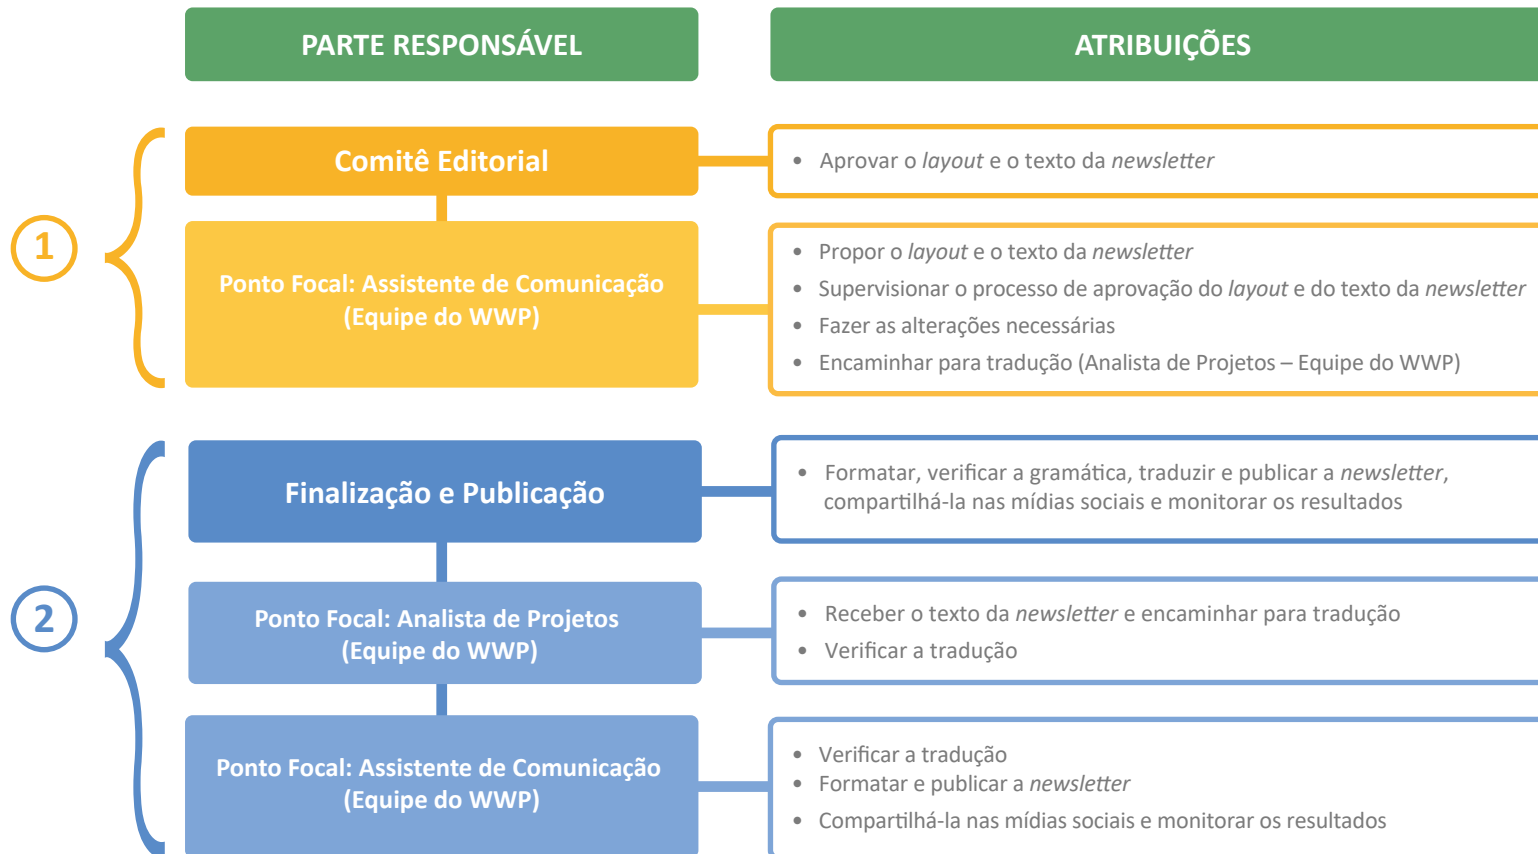 PARTE RESPONSÁVEL
ATRIBUIÇÕES
1
Comitê Editorial
• Aprovar o layout e o texto da newsletter
Ponto Focal: Assistente de Comunicação
(Equipe do WWP)
• Propor o layout e o texto da newsletter
• Supervisionar o processo de aprovação do layout e do texto da newsletter
• Fazer as alterações necessárias
• Encaminhar para tradução (Analista de Projetos – Equipe do WWP)
2
Finalização e Publicação
• Formatar, verificar a gramática, traduzir e publicar a newsletter,
compartilhá-la nas mídias sociais e monitorar os resultados
Ponto Focal: Analista de Projetos
(Equipe do WWP)
• Receber o texto da newsletter e encaminhar para tradução
• Verificar a tradução
Ponto Focal: Assistente de Comunicação
(Equipe do WWP)
• Verificar a tradução
• Formatar e publicar a newsletter
• Compartilhá-la nas mídias sociais e monitorar os resultados